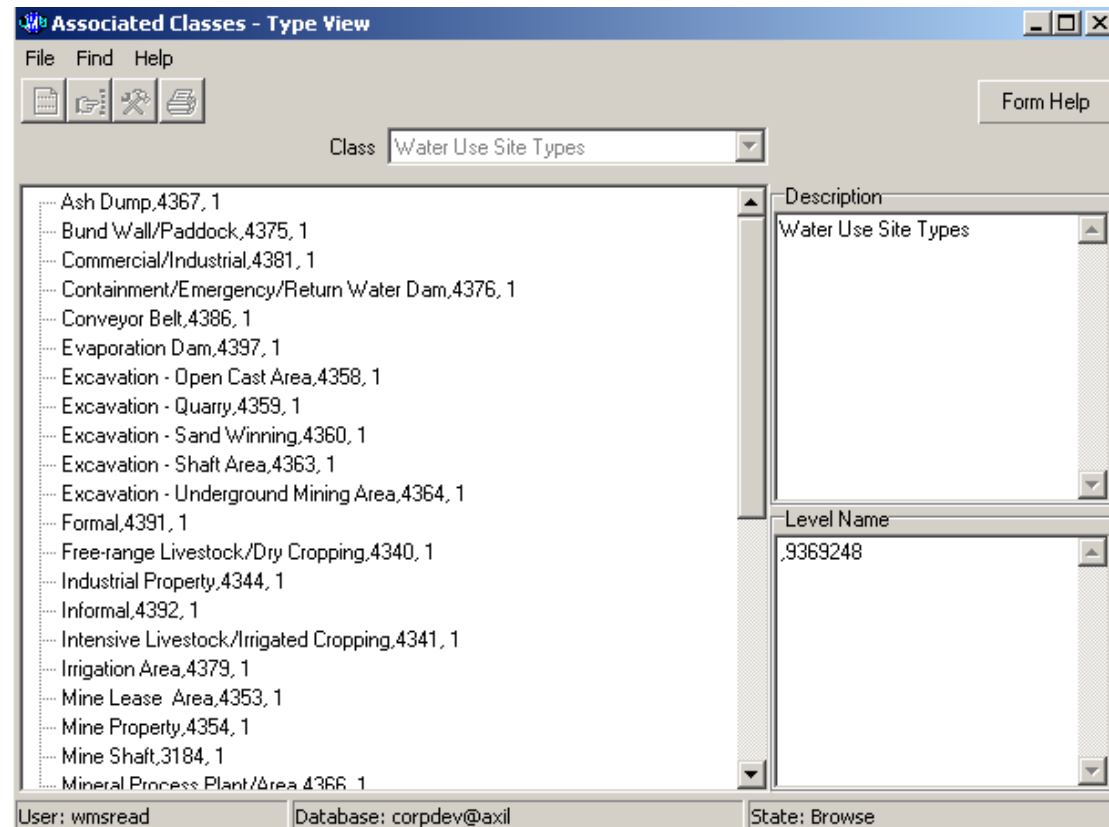 Associated Classes - Type View
File Find Help
Form Help
Class Water Use Site Types
Ash Dump,4367, 1
Bund Wall/Paddock,4375, 1
Commercial/Industrial,4381, 1
Containment/Emergency/Return Water Dam,4376, 1
Conveyor Belt,4386, 1
Evaporation Dam,4397, 1
Excavation - Open Cast Area,4358, 1
Excavation - Quarry,4359, 1
Excavation - Sand Winning,4360, 1
Excavation - Shaft Area,4363, 1
Excavation - Underground Mining Area,4364, 1
Formal,4391, 1
Free-range Livestock/Dry Cropping,4340, 1
Industrial Property,4344, 1
Informal,4392, 1
Intensive Livestock/Irrigated Cropping,4341, 1
Irrigation Area,4379, 1
Mine Lease  Area,4353, 1
Mine Property,4354, 1
Mine Shaft,3184, 1
Mineral Process Plant/Area,4366, 1
Description
Water Use Site Types
Level Name
,9369248
User: wmsread
Database: corpdev@axil
State: Browse